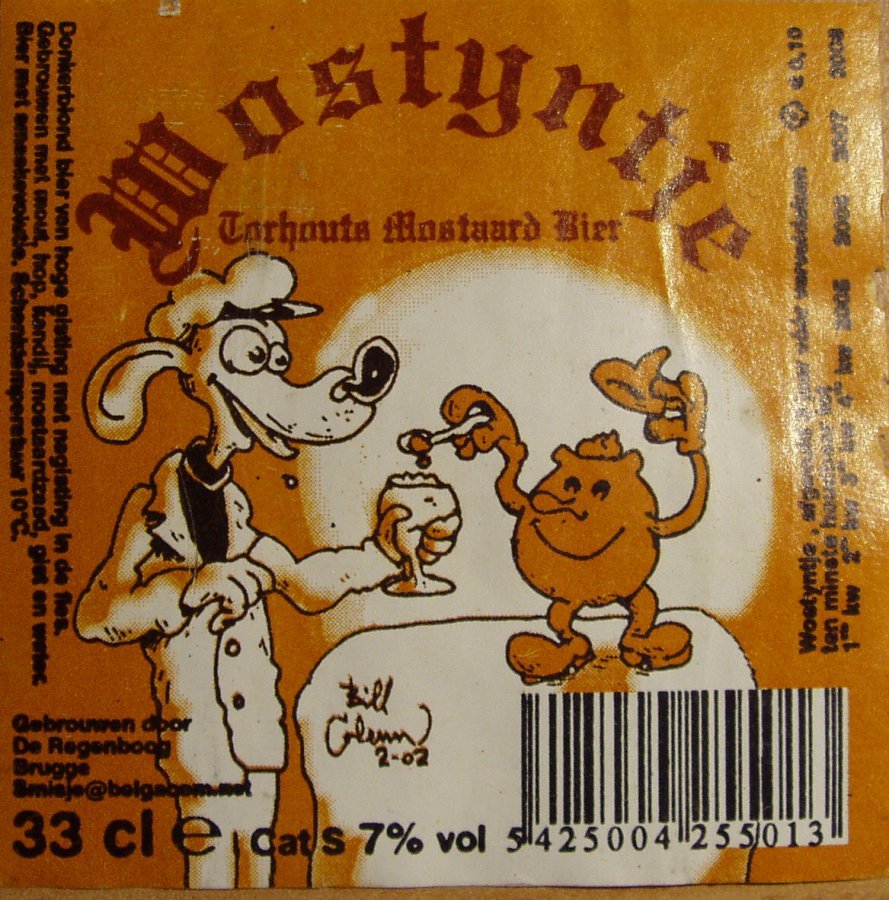 Wostyntje
Torhouts Mostaard Bier
Donkerblond bier van hoge gisting met nagisting in de fles.
Gebrouwen met mout, hop, kandij, mosterdzaad, gist en water.
Bier met smaakevolutie. Schenktemperatuur 10°C.
€ 0,10
Wostyntje,
ten minste houdbaar tot
1ste kw 2de kw 3de kw 4de kw 2005 2006 2007 2008
Bill
Coleman
2-02
Gebrouwen door
De Regenboog
Brugge
Smisje@belgacom.net
33 cl e Cat S 7% vol
5 425004 255013